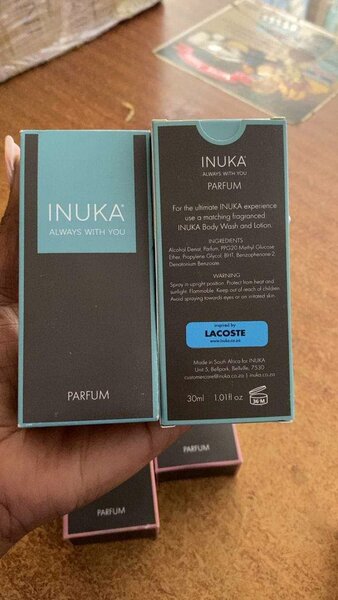 INUKA
ALWAYS WITH YOU
PARFUM
INUKA
ALWAYS WITH YOU
PARFUM
For the ultimate INUKA experience
use a matching fragranced
INUKA Body Wash and Lotion.
INGREDIENTS
Alcohol Denat, Parfum, PPG20 Methyl Glucose
Ether, Propylene Glycol, BHT, Benzophenone 2,
Denatonium Benzoate.
WARNING
Spray in upright position. Protect from heat and
sunlight. Flammable. Keep out of reach of children.
Avoid spraying towards eyes or on irritated skin.
inspired by
LACOSTE
www.inuka.co.za
Made in South Africa for INUKA
Unit 5, Bellpark, Bellville, 7530
customercare@inuka.co.za | inuka.co.za
30ml 1.01fl oz
36 M
PARFUM
PARFUM